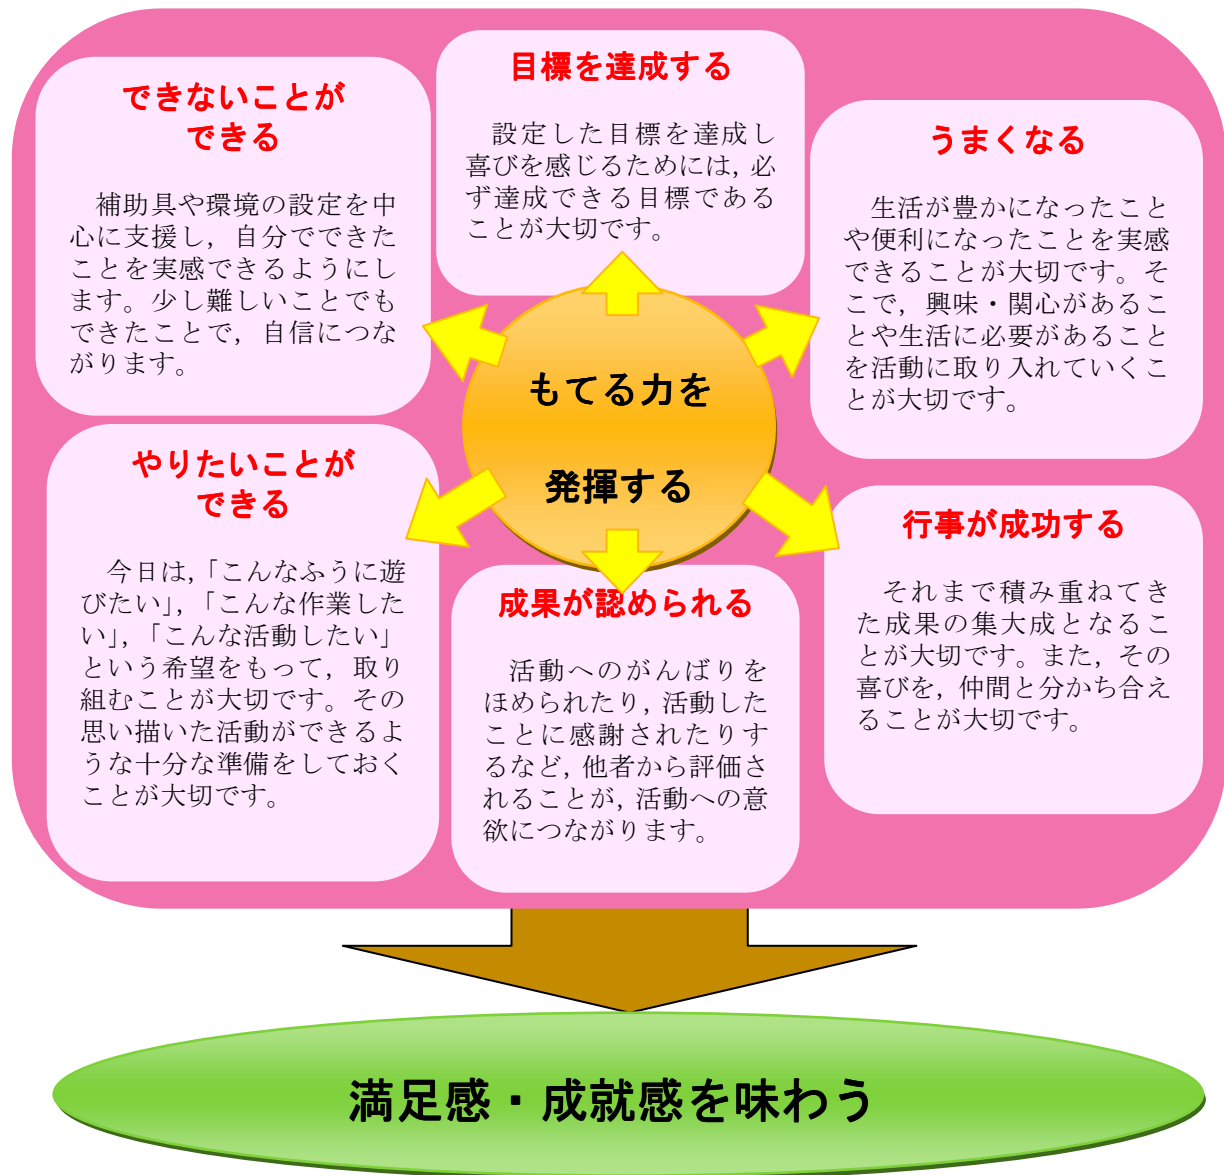 できないことが
できる
補助具や環境の設定を中
心に支援し，自分でできた
ことを実感できるようにし
ます。少し難しいことでも
できたことで，自信につな
がります。
目標を達成する
設定した目標を達成し
喜びを感じるためには，必
ず達成できる目標である
ことが大切です。
うまくなる
生活が豊かになったこと
や便利になったことを実感
できることが大切です。そ
こで，興味・関心があるこ
とや生活に必要があること
を活動に取り入れていくこ
とが大切です。
もてる力を
発揮する
やりたいことが
できる
今日は，「こんなふうに遊
びたい」，「こんな作業した
い」，「こんな活動したい」
という希望をもって，取り
組むことが大切です。その
思い描いた活動ができるよ
うな十分な準備をしておく
ことが大切です。
成果が認められる
活動へのがんばりを
ほめられたり，活動した
ことに感謝されたりす
るなど，他者から評価さ
れることが，活動への意
欲につながります。
行事が成功する
それまで積み重ねてき
た成果の集大成となるこ
とが大切です。また，その
喜びを，仲間と分かち合え
ることが大切です。
満足感・成就感を味わう